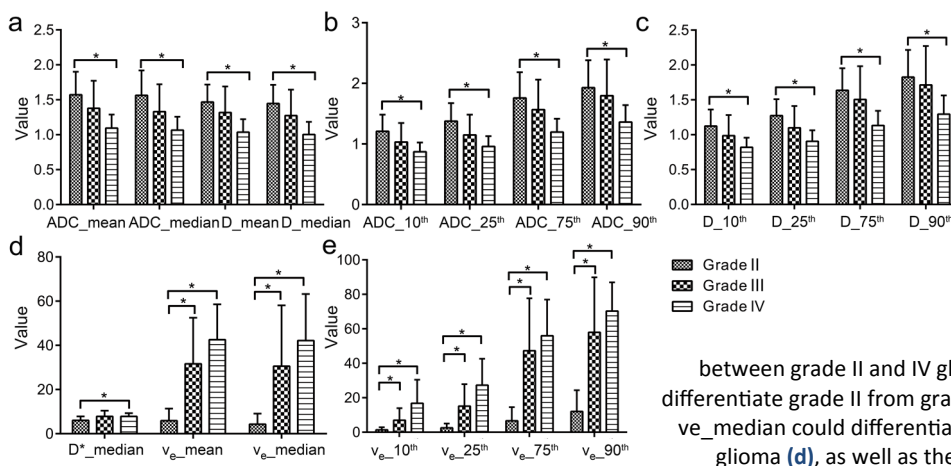 a
2.5
2.0
1.5
1.0
0.5
0.0
Value
* * * *
ADC_mean ADC_median D_mean D_median
b
3
2
1
0
Value
* * * *
ADC_10th ADC_25th ADC_75th ADC_90th
c
2.5
2.0
1.5
1.0
0.5
0.0
Value
* * * *
D_10th D_25th D_75th D_90th
d
80
60
40
20
0
Value
* * * * *
D*_median ve_mean ve_median
e
100
80
60
40
20
0
Value
* * * * * * * *
ve_10th ve_25th ve_75th ve_90th
Grade II
Grade III
Grade IV
between grade II and IV gl
differentiate grade II from gra
ve_median could differentia
glioma (d), as well as the